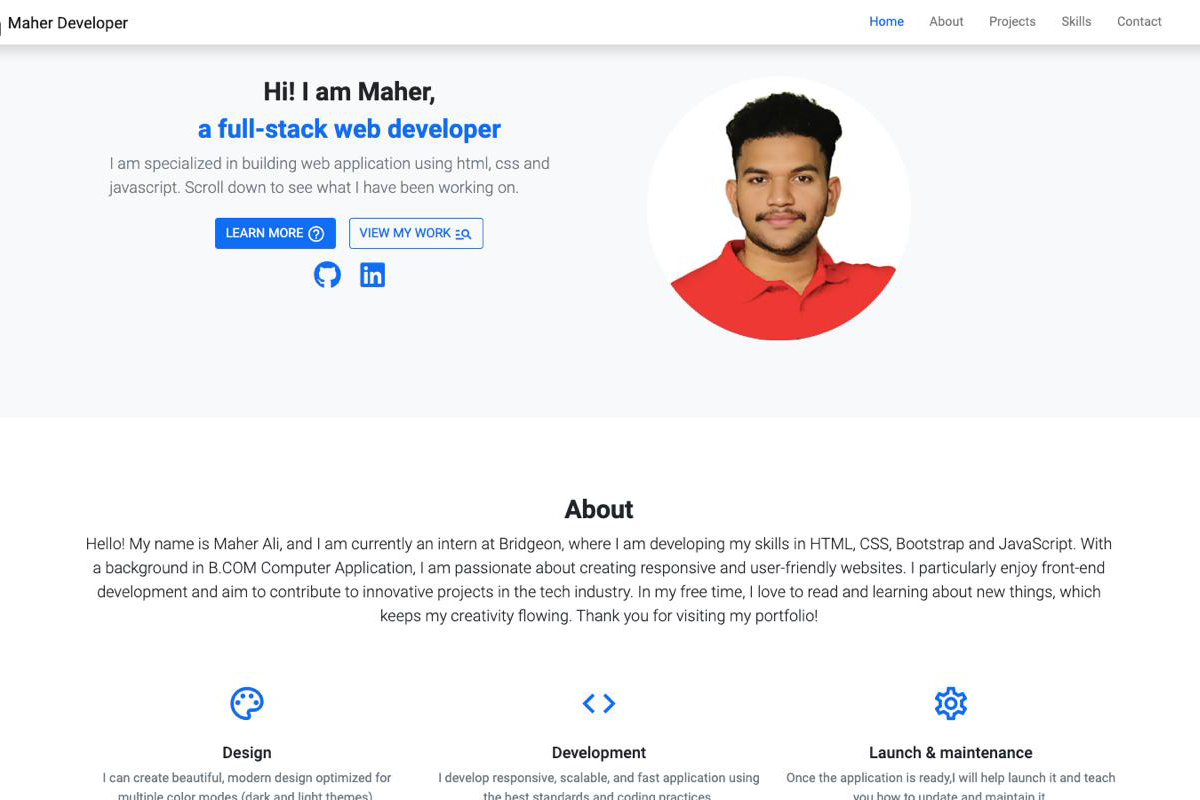 Maher Developer
Home
About
Projects
Skills
Contact
Hi! I am Maher,
a full-stack web developer
I am specialized in building web application using html, css and
javascript. Scroll down to see what I have been working on.
LEARN MORE
VIEW MY WORK
About
Hello! My name is Maher Ali, and I am currently an intern at Bridgeon, where I am developing my skills in HTML, CSS, Bootstrap and JavaScript. With
a background in B.COM Computer Application, I am passionate about creating responsive and user-friendly websites. I particularly enjoy front-end
development and aim to contribute to innovative projects in the tech industry. In my free time, I love to read and learning about new things, which
keeps my creativity flowing. Thank you for visiting my portfolio!
Design
I can create beautiful, modern design optimized for
multiple color modes (dark and light themes)
Development
I develop responsive, scalable, and fast application using
the best standards and coding practices
Launch & maintenance
Once the application is ready,I will help launch it and teach
you how to update and maintain it